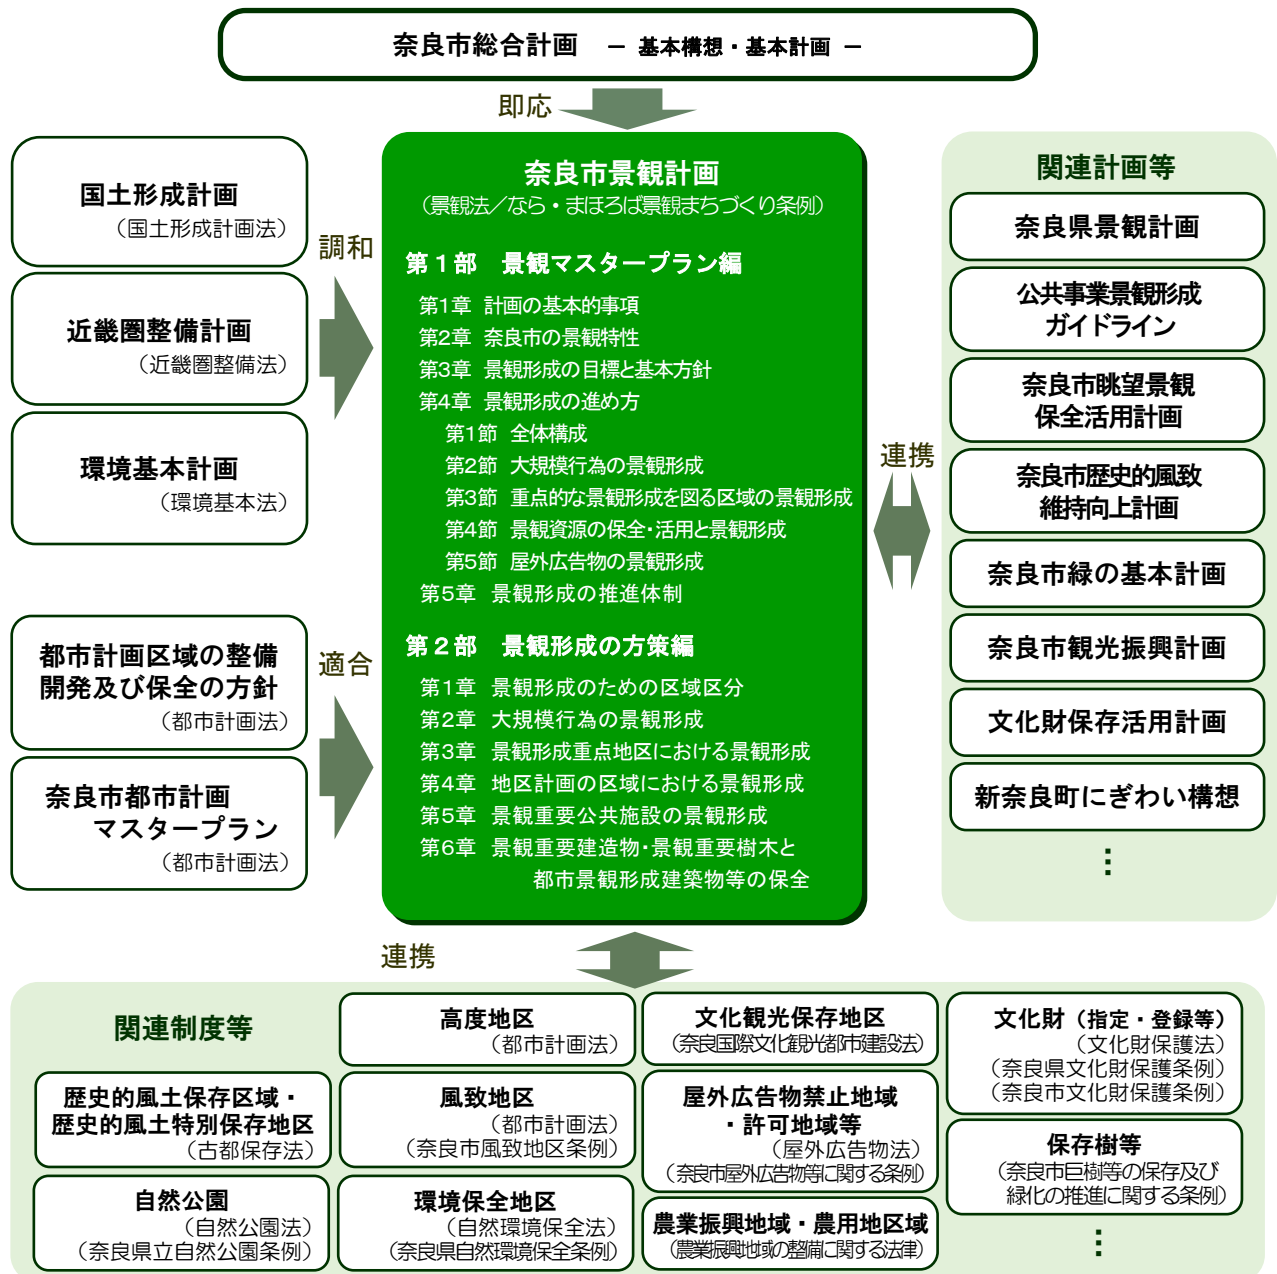 奈良市総合計画 － 基本構想・基本計画 －
即応
国土形成計画
（国土形成計画法）
近畿圏整備計画
（近畿圏整備法）
環境基本計画
（環境基本法）
調和
都市計画区域の整備
開発及び保全の方針
（都市計画法）
奈良市都市計画
マスタープラン
（都市計画法）
適合
奈良市景観計画
（景観法／なら・まほろば景観まちづくり条例）
第１部 景観マスタープラン編
第1章 計画の基本的事項
第2章 奈良市の景観特性
第3章 景観形成の目標と基本方針
第4章 景観形成の進め方
第1節 全体構成
第2節 大規模行為の景観形成
第3節 重点的な景観形成を図る区域の景観形成
第4節 景観資源の保全・活用と景観形成
第5節 屋外広告物の景観形成
第5章 景観形成の推進体制
第２部 景観形成の方策編
第1章 景観形成のための区域区分
第2章 大規模行為の景観形成
第3章 景観形成重点地区における景観形成
第4章 地区計画の区域における景観形成
第5章 景観重要公共施設の景観形成
第6章 景観重要建造物・景観重要樹木と
都市景観形成建築物等の保全
連携
関連計画等
奈良県景観計画
公共事業景観形成
ガイドライン
奈良市眺望景観
保全活用計画
奈良市歴史的風致
維持向上計画
奈良市緑の基本計画
奈良市観光振興計画
文化財保存活用計画
新奈良町にぎわい構想
⋮
連携
関連制度等
歴史的風土保存区域・
歴史的風土特別保存地区
（古都保存法）
自然公園
（自然公園法）
（奈良県立自然公園条例）
高度地区
（都市計画法）
風致地区
（都市計画法）
（奈良市風致地区条例）
環境保全地区
（自然環境保全法）
（奈良県自然環境保全条例）
文化観光保存地区
（奈良国際文化観光都市建設法）
屋外広告物禁止地域
・許可地域等
（屋外広告物法）
（奈良市屋外広告物等に関する条例）
農業振興地域・農用地区域
（農業振興地域の整備に関する法律）
文化財（指定・登録等）
（文化財保護法）
（奈良県文化財保護条例）
（奈良市文化財保護条例）
保存樹等
（奈良市巨樹等の保存及び
緑化の推進に関する条例）
⋮